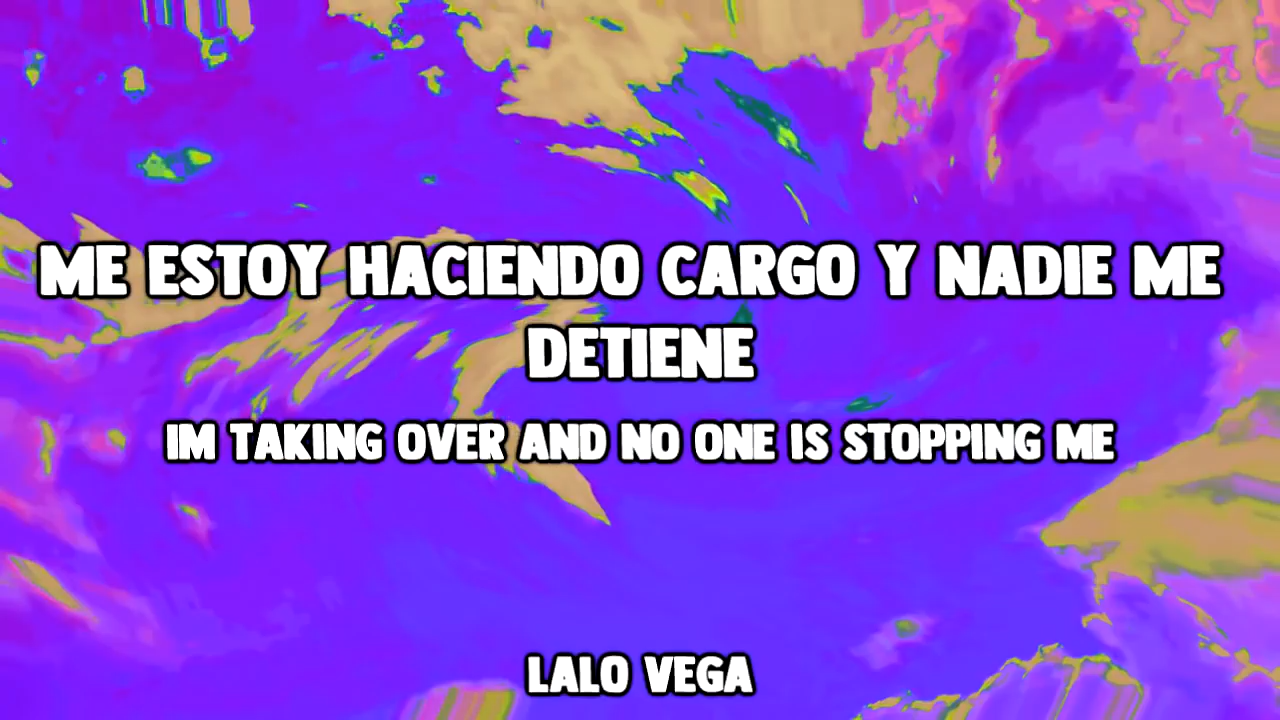 ME ESTOY HACIENDO CARGO Y NADIE ME
DETIENE
IM TAKING OVER AND NO ONE IS STOPPING ME
LALO VEGA